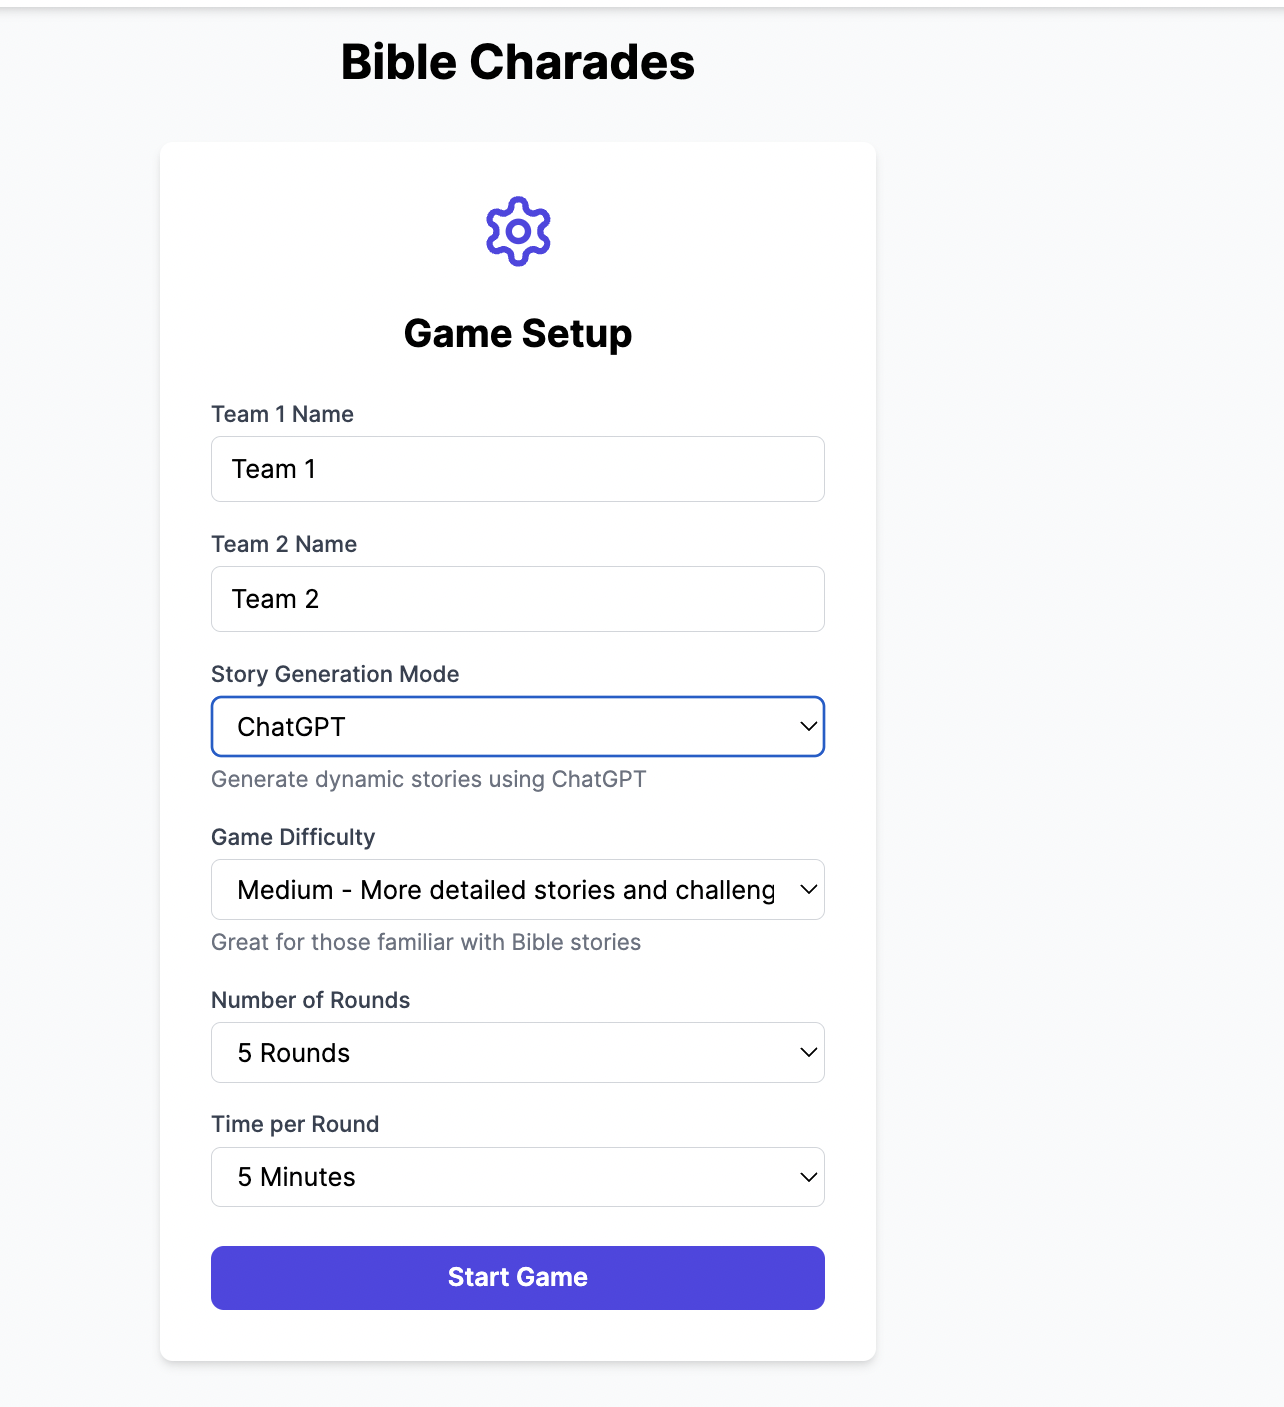 Bible Charades
Game Setup
Team 1 Name
Team 1
Team 2 Name
Team 2
Story Generation Mode
ChatGPT
Generate dynamic stories using ChatGPT
Game Difficulty
Medium - More detailed stories and challeng
Great for those familiar with Bible stories
Number of Rounds
5 Rounds
Time per Round
5 Minutes
Start Game